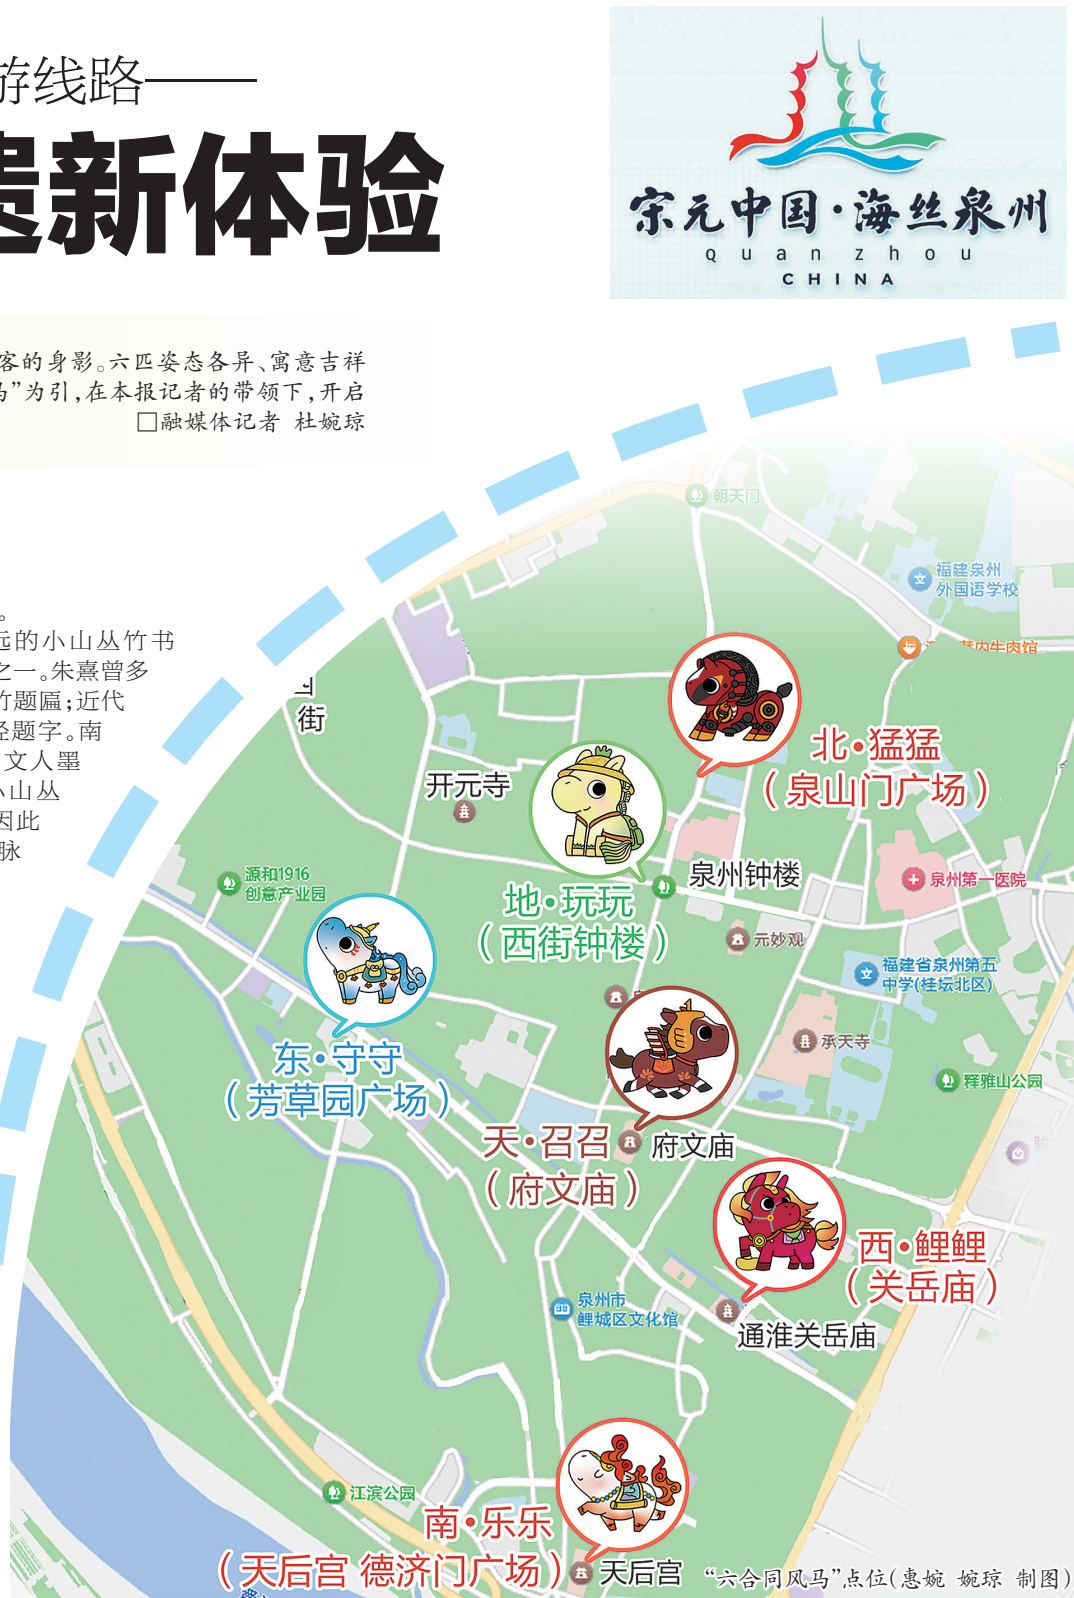 游线路——
遗新体验
宋元中国·海丝泉州
quanzhou
CHINA
客的身影。六匹姿态各异、寓意吉祥
马”为引,在本报记者的带领下,开启
□融媒体记者 杜婉琼
。
远的小山丛竹书
之一。朱熹曾多
竹题匾;近代
经题字。南
文人墨
小山丛
因此
脉
朝天门
福建泉州
外国语学校
牛肉馆
街
北·猛猛
(泉山门广场)
开元寺
泉州钟楼
源和1916
创意产业园
地·玩玩
(西街钟楼)
泉州第一医院
元妙观
福建省泉州第五
中学(桂坛北区)
承天寺
东·守守
(芳草园广场)
释雅山公园
天·召召
(府文庙)
府文庙
西·鲤鲤
(关岳庙)
泉州市
鲤城区文化馆
通淮关岳庙
江滨公园
南·乐乐
(天后宫 德济门广场)
天后宫
“六合同风马”点位(惠婉 婉琼 制图)